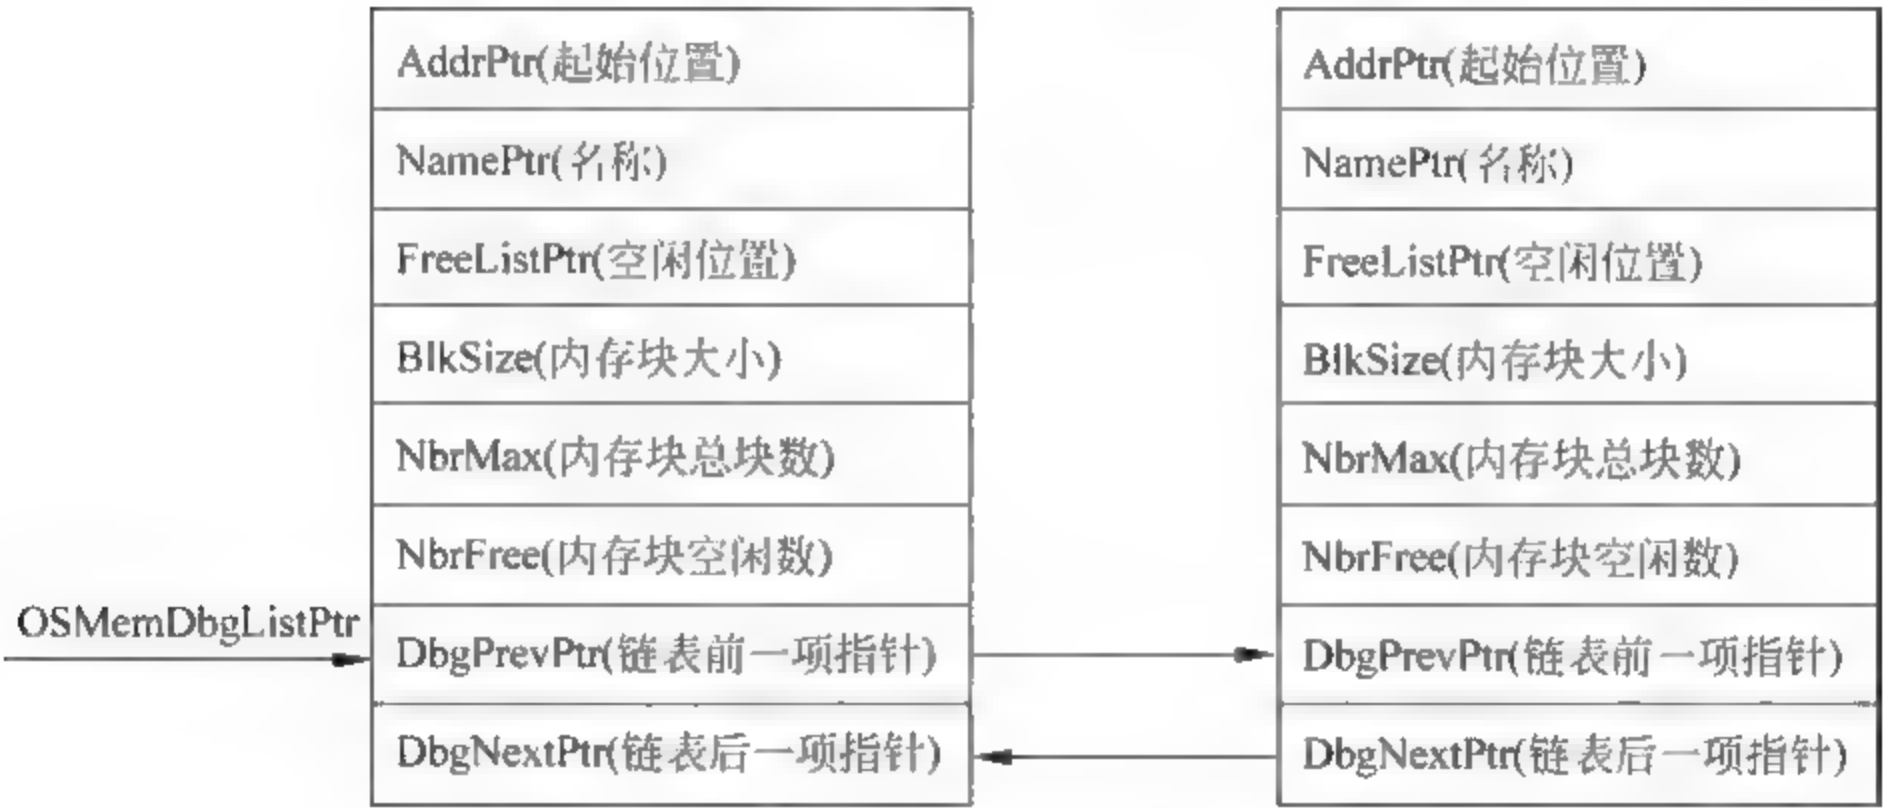 AddrPtr(起始位置)
NamePtr(名称)
FreeListPtr(空闲位置)
BlkSize(内存块大小)
NbrMax(内存块总块数)
NbrFree(内存块空闲数)
OSMemDbgListPtr
DbgPrevPtr(链表前一项指针)
DbgNextPtr(链表后一项指针)
AddrPtr(起始位置)
NamePtr(名称)
FreeListPtr(空闲位置)
BlkSize(内存块大小)
NbrMax(内存块总块数)
NbrFree(内存块空闲数)
DbgPrevPtr(链表前一项指针)
DbgNextPtr(链表后一项指针)